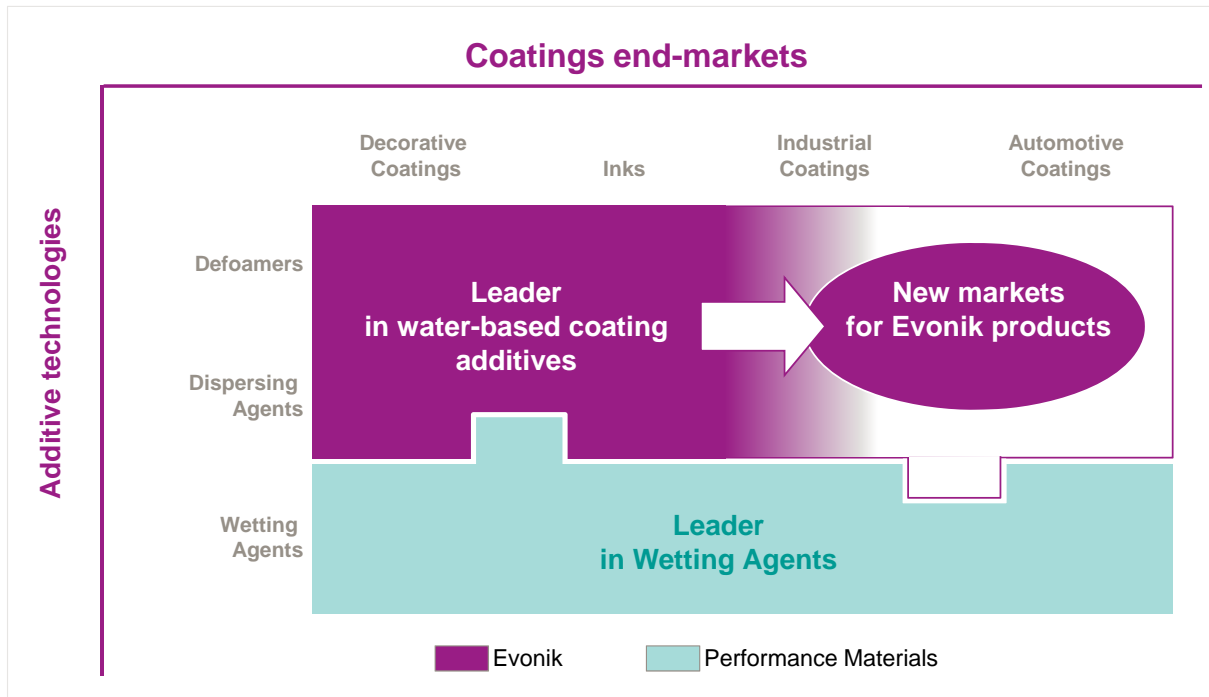 Coatings end-markets
Additive technologies
Decorative
Coatings
Inks
Industrial
Coatings
Automotive
Coatings
Defoamers
Dispersing
Agents
Wetting
Agents
Leader
in water-based coating
additives
New markets
for Evonik products
Leader
in Wetting Agents
Evonik
Performance Materials